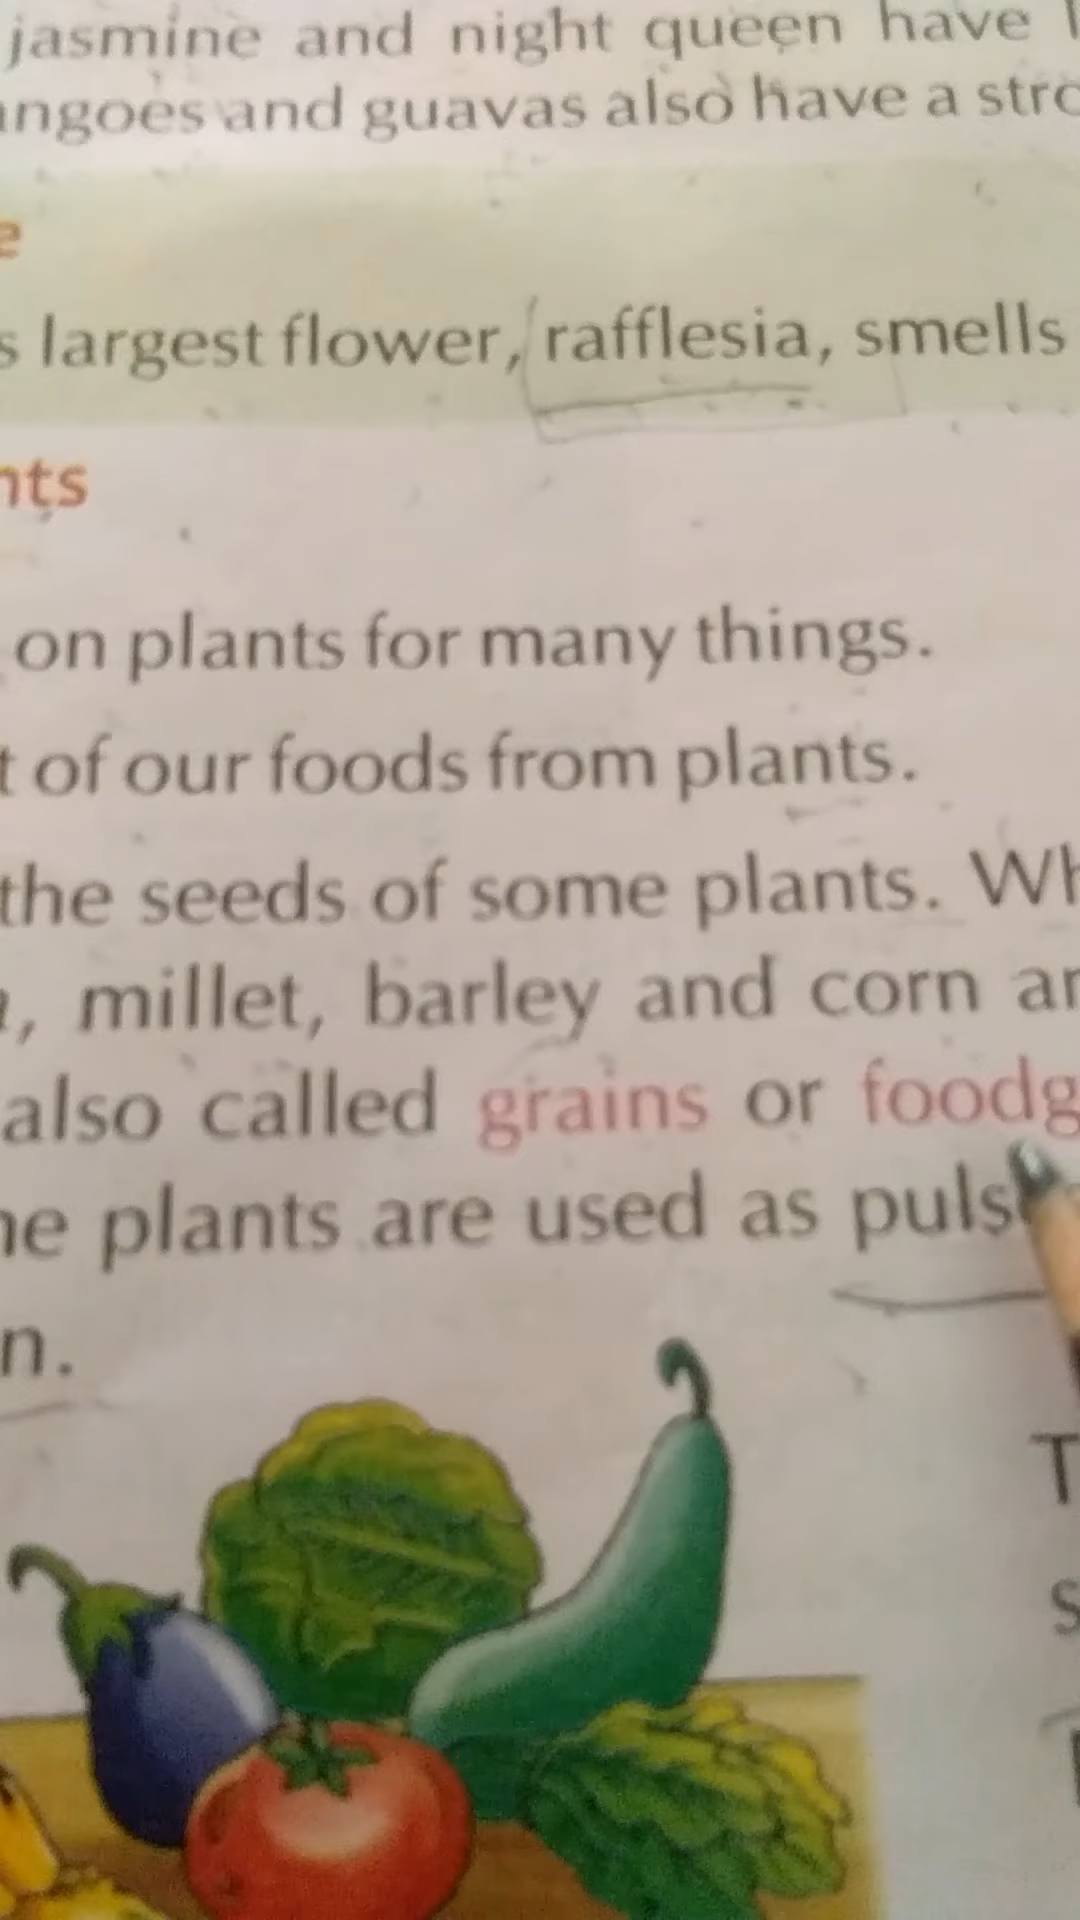 jasmine and night queen have
ngoes and guavas also have a
s largest flower, rafflesia, smells
nts
on plants for many things.
t of our foods from plants.
the seeds of some plants. Wh
, millet, barley and corn ar
also called grains or foodg
ne plants are used as puls
n.
T
s